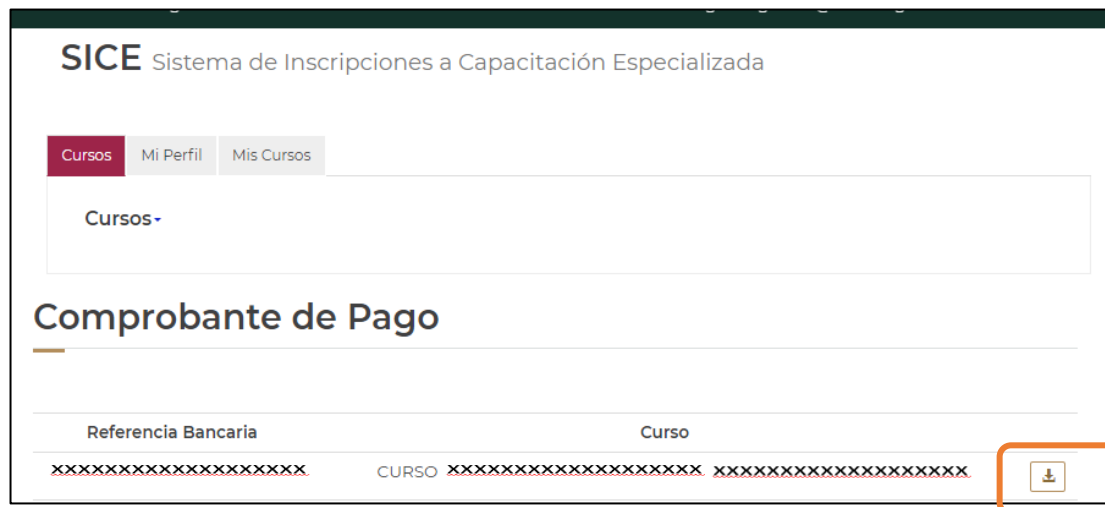 SICE Sistema de Inscripciones a Capacitación Especializada
Cursos Mi Perfil Mis Cursos
Cursos
Comprobante de Pago
Referencia Bancaria Curso
xxxxxxxxxxxxxxxxxxx CURSO xxxxxxxxxxxxxxxxxxx xxxxxxxxxxxxxxxxxxx